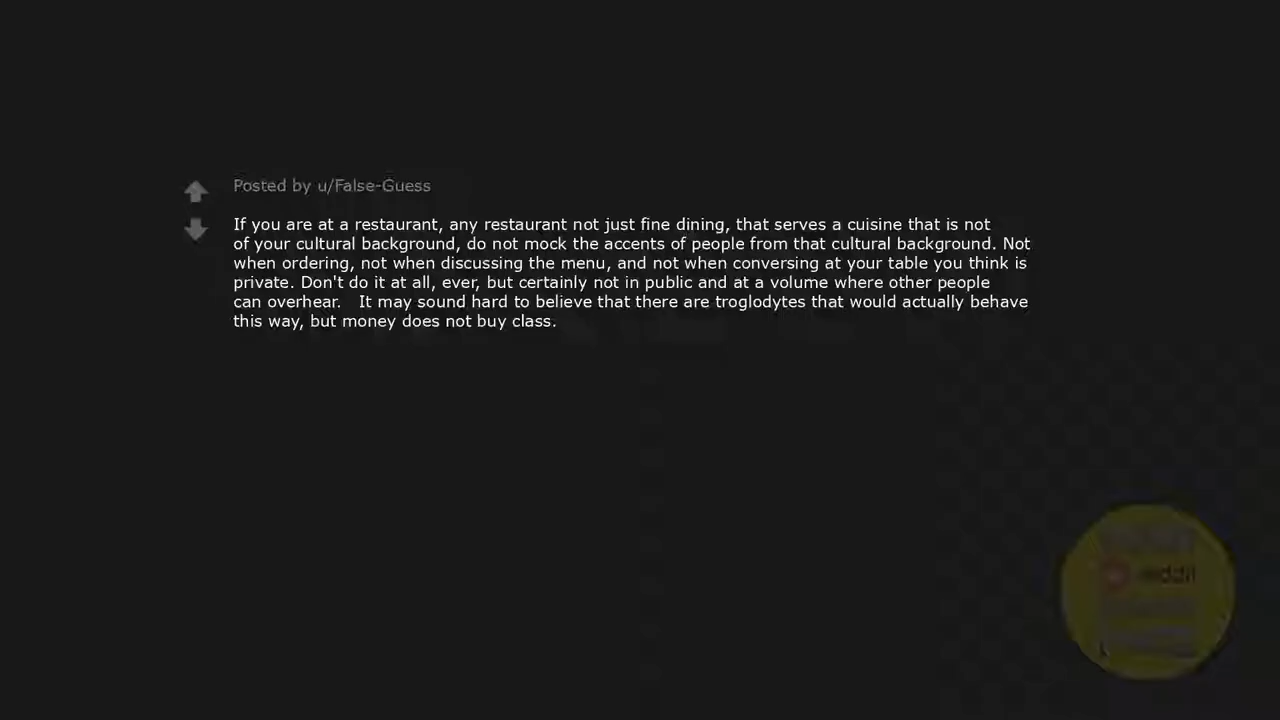 Posted by u/False-Guess
If you are at a restaurant, any restaurant not just fine dining, that serves a cuisine that is not
of your cultural background, do not mock the accents of people from that cultural background. Not
when ordering, not when discussing the menu, and not when conversing at your table you think is
private. Don't do it at all, ever, but certainly not in public and at a volume where other people
can overhear.   It may sound hard to believe that there are troglodytes that would actually behave
this way, but money does not buy class.
reddit